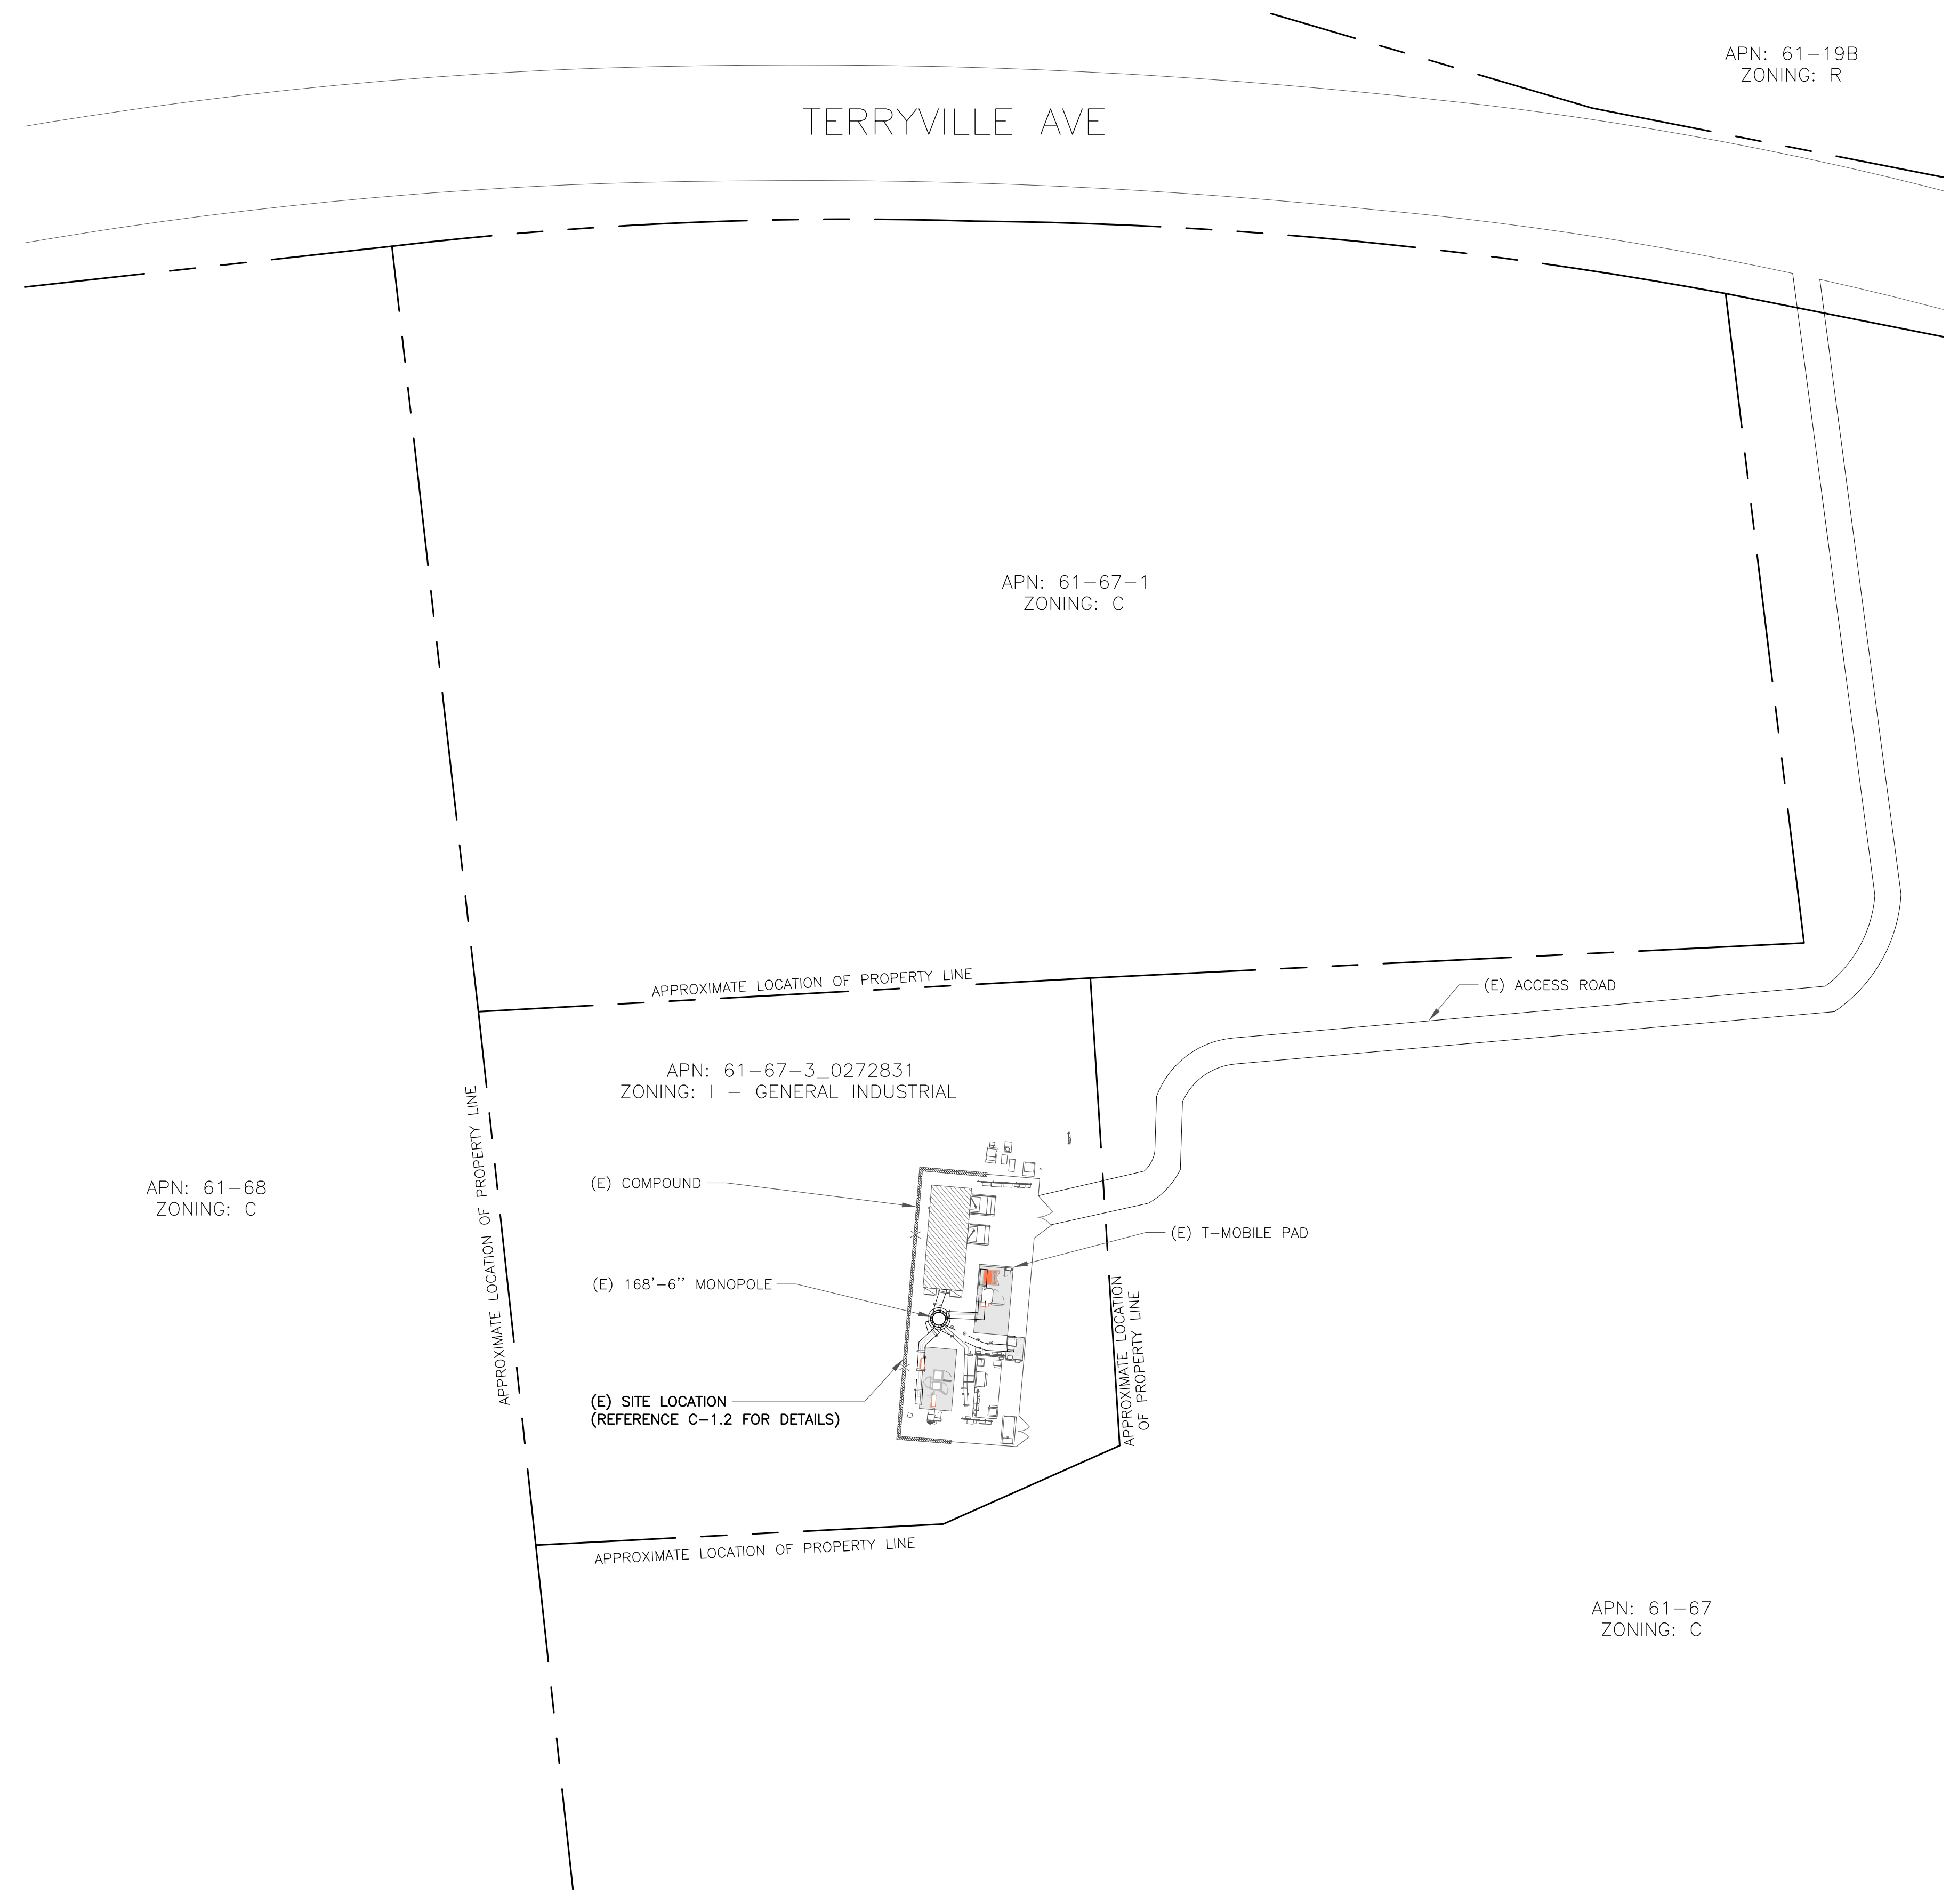 APN: 61-19B
ZONING: R
TERRYVILLE AVE
APN: 61-67-1
ZONING: C
APPROXIMATE LOCATION OF PROPERTY LINE
(E) ACCESS ROAD
APN: 61-67-3_0272831
ZONING: I - GENERAL INDUSTRIAL
APPROXIMATE LOCATION OF PROPERTY LINE
APN: 61-68
ZONING: C
(E) COMPOUND
(E) T-MOBILE PAD
(E) 168'-6'' MONOPOLE
APPROXIMATE LOCATION
OF PROPERTY LINE
(E) SITE LOCATION
(REFERENCE C-1.2 FOR DETAILS)
APPROXIMATE LOCATION OF PROPERTY LINE
APN: 61-67
ZONING: C